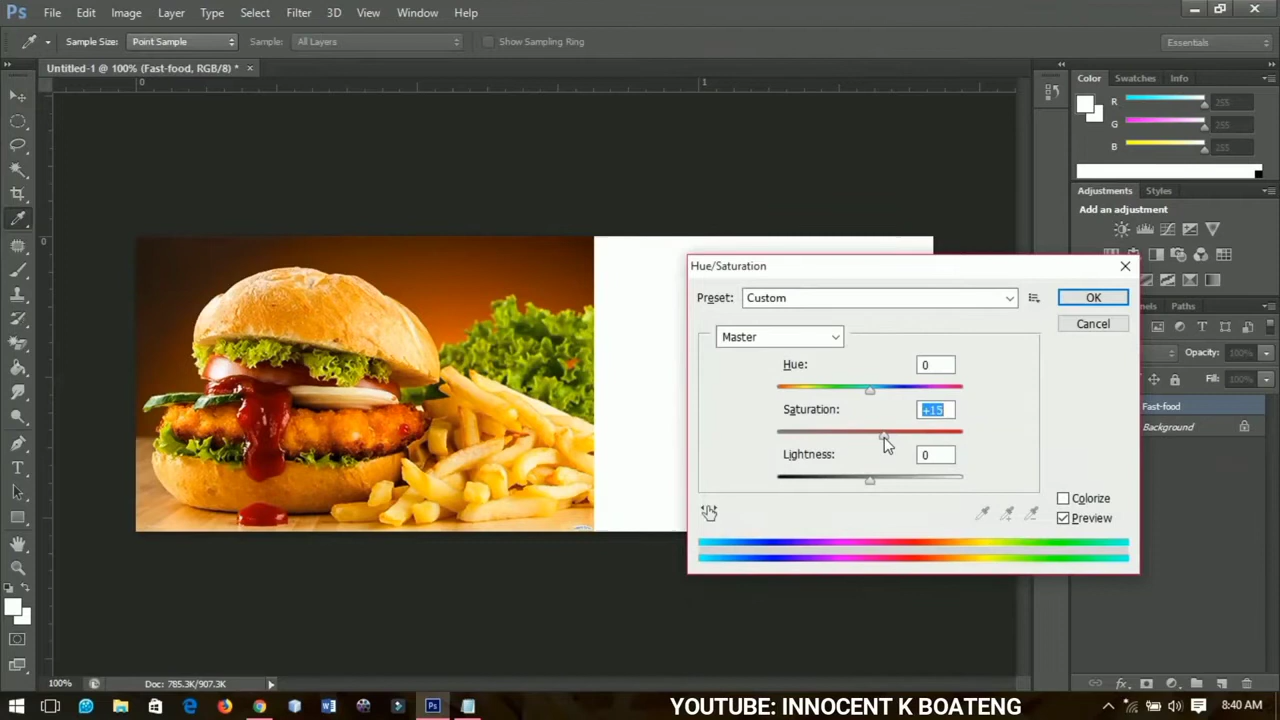 Ps File Edit Image Layer Type Select Filter 3D View Window Help
Sample Size: Point Sample Sample: All Layers Show Sampling Ring Essentials
Untitled-1 @ 100% (Fast-food, RGB/8) * ×
0 1
0
Color Swatches Info
R 255
G 255
B 255
Adjustments Styles
Add an adjustment
Paths
Opacity: 100%
Fill: 100%
Fast-food
Background
Hue/Saturation
Preset: Custom
OK
Cancel
Master
Hue: 0
Saturation: +15
Lightness: 0
Colorize
Preview
100% Doc: 785.3K/907.3K
YOUTUBE: INNOCENT K BOATENG
8:40 AM